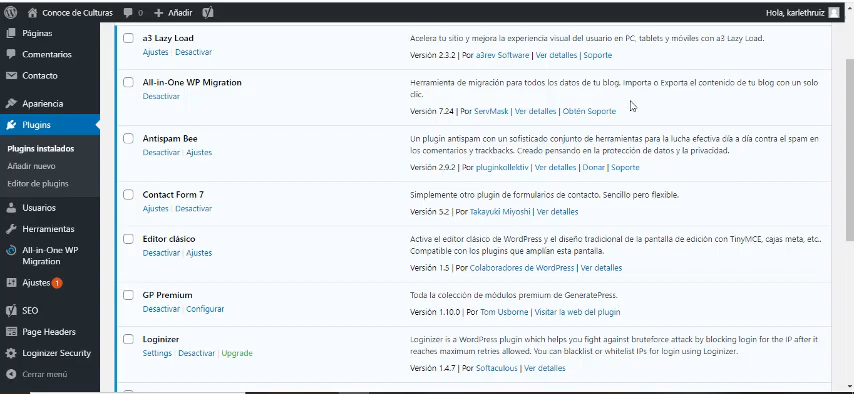 Conoce de Culturas 0 Añadir Hola, karlethruiz
Páginas
Comentarios
Contacto
Apariencia
Plugins
Plugins instalados
Añadir nuevo
Editor de plugins
Usuarios
Herramientas
All-in-One WP
Migration
Ajustes 1
SEO
Page Headers
Loginizer Security
Cerrar menú
a3 Lazy Load
Ajustes | Desactivar
Acelera tu sitio y mejora la experiencia visual del usuario en PC, tablets y móviles con a3 Lazy Load.
Versión 2.3.2 | Por a3rev Software | Ver detalles | Soporte
All-in-One WP Migration
Desactivar
Herramienta de migración para todos los datos de tu blog. Importa o Exporta el contenido de tu blog con un solo
clic.
Versión 7.24 | Por ServMask | Ver detalles | Obtén Soporte
Antispam Bee
Desactivar | Ajustes
Un plugin antispam con un sofisticado conjunto de herramientas para la lucha efectiva día a día contra el spam en
los comentarios y trackbacks. Creado pensando en la protección de datos y la privacidad.
Versión 2.9.2 | Por pluginkollektiv | Ver detalles | Donar | Soporte
Contact Form 7
Ajustes | Desactivar
Simplemente otro plugin de formularios de contacto. Sencillo pero flexible.
Versión 5.2 | Por Takayuki Miyoshi | Ver detalles
Editor clásico
Desactivar | Ajustes
Activa el editor clásico de WordPress y el diseño tradicional de la pantalla de edición con TinyMCE, cajas meta, etc..
Compatible con los plugins que amplían esta pantalla.
Versión 1.5 | Por Colaboradores de WordPress | Ver detalles
GP Premium
Desactivar | Configurar
Toda la colección de módulos premium de GeneratePress.
Versión 1.10.0 | Por Tom Usborne | Visitar la web del plugin
Loginizer
Settings | Desactivar | Upgrade
Loginizer is a WordPress plugin which helps you fight against bruteforce attack by blocking login for the IP after it
reaches maximum retries allowed. You can blacklist or whitelist IPs for login using Loginizer.
Versión 1.4.7 | Por Softaculous | Ver detalles